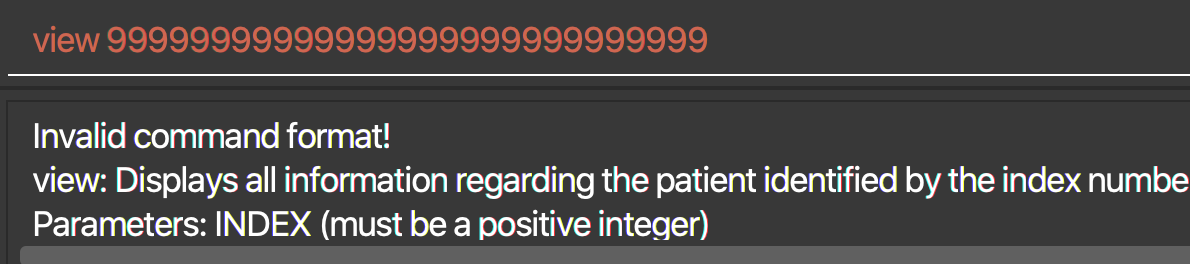 view 99999999999999999999999999999
Invalid command format!
view: Displays all information regarding the patient identified by the index numbe
Parameters: INDEX (must be a positive integer)